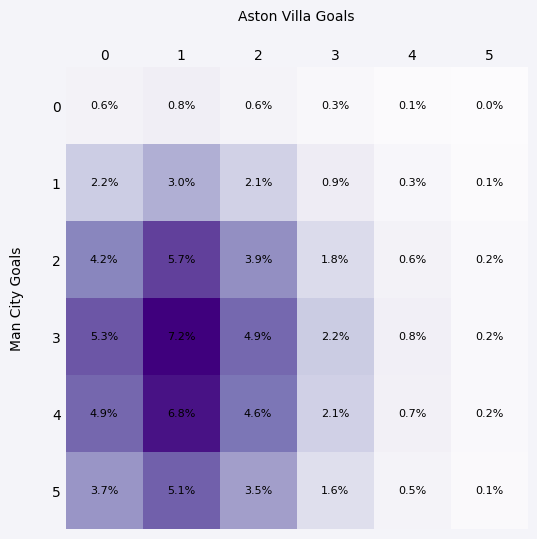 Aston Villa Goals
0 1 2 3 4 5
0 0.6% 0.8% 0.6% 0.3% 0.1% 0.0%
1 2.2% 3.0% 2.1% 0.9% 0.3% 0.1%
2 4.2% 5.7% 3.9% 1.8% 0.6% 0.2%
3 5.3% 7.2% 4.9% 2.2% 0.8% 0.2%
4 4.9% 6.8% 4.6% 2.1% 0.7% 0.2%
5 3.7% 5.1% 3.5% 1.6% 0.5% 0.1%
Man City Goals